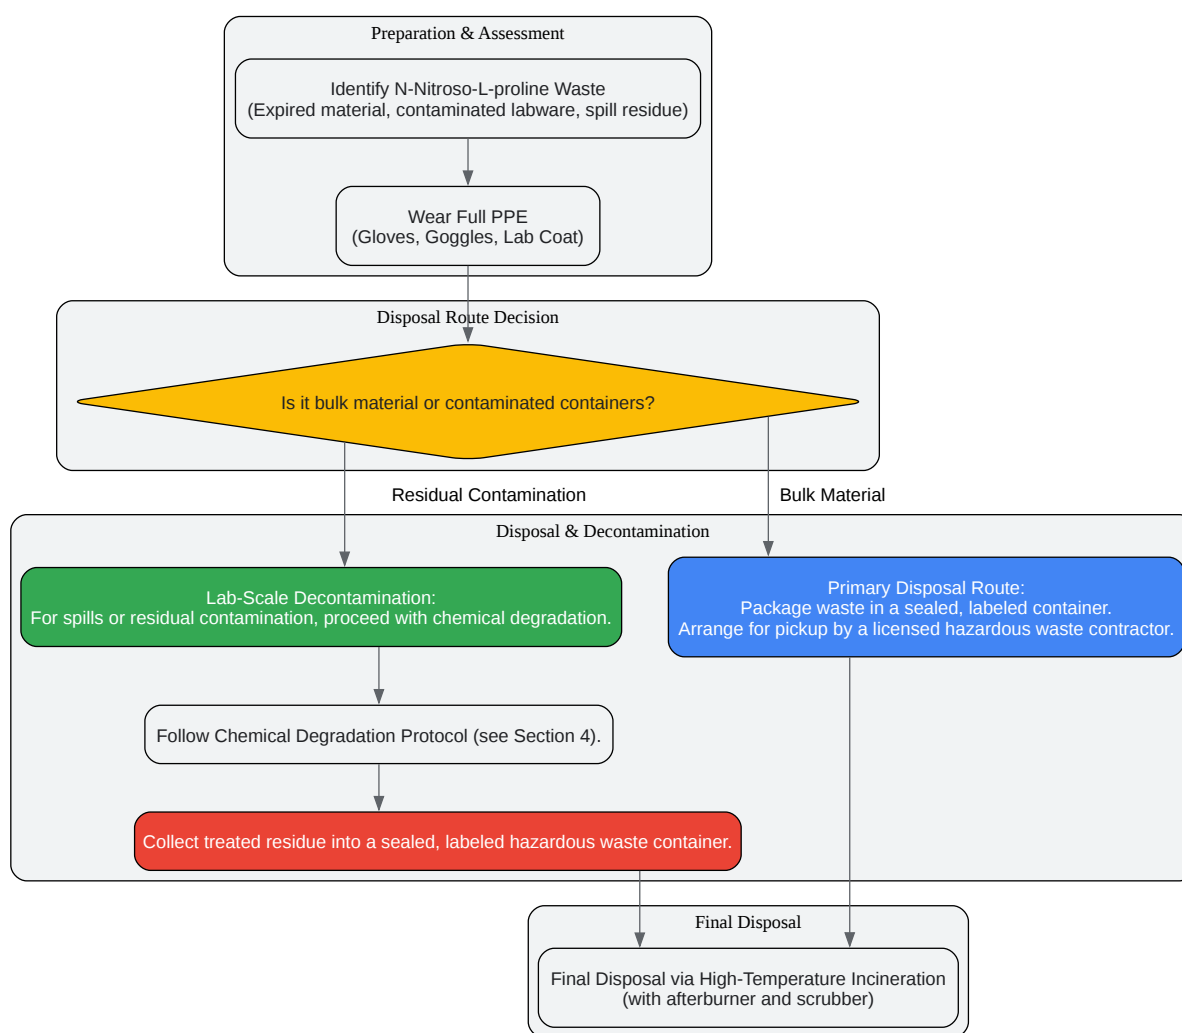 Preparation & Assessment
Identify N-Nitroso-L-proline Waste
(Expired material, contaminated labware, spill residue)
Wear Full PPE
(Gloves, Goggles, Lab Coat)
Disposal Route Decision
Is it bulk material or contaminated containers?
Residual Contamination
Bulk Material
Disposal & Decontamination
Lab-Scale Decontamination:
For spills or residual contamination, proceed with chemical degradation.
Primary Disposal Route:
Package waste in a sealed, labeled container.
Arrange for pickup by a licensed hazardous waste contractor.
Follow Chemical Degradation Protocol (see Section 4).
Collect treated residue into a sealed, labeled hazardous waste container.
Final Disposal
Final Disposal via High-Temperature Incineration
(with afterburner and scrubber)